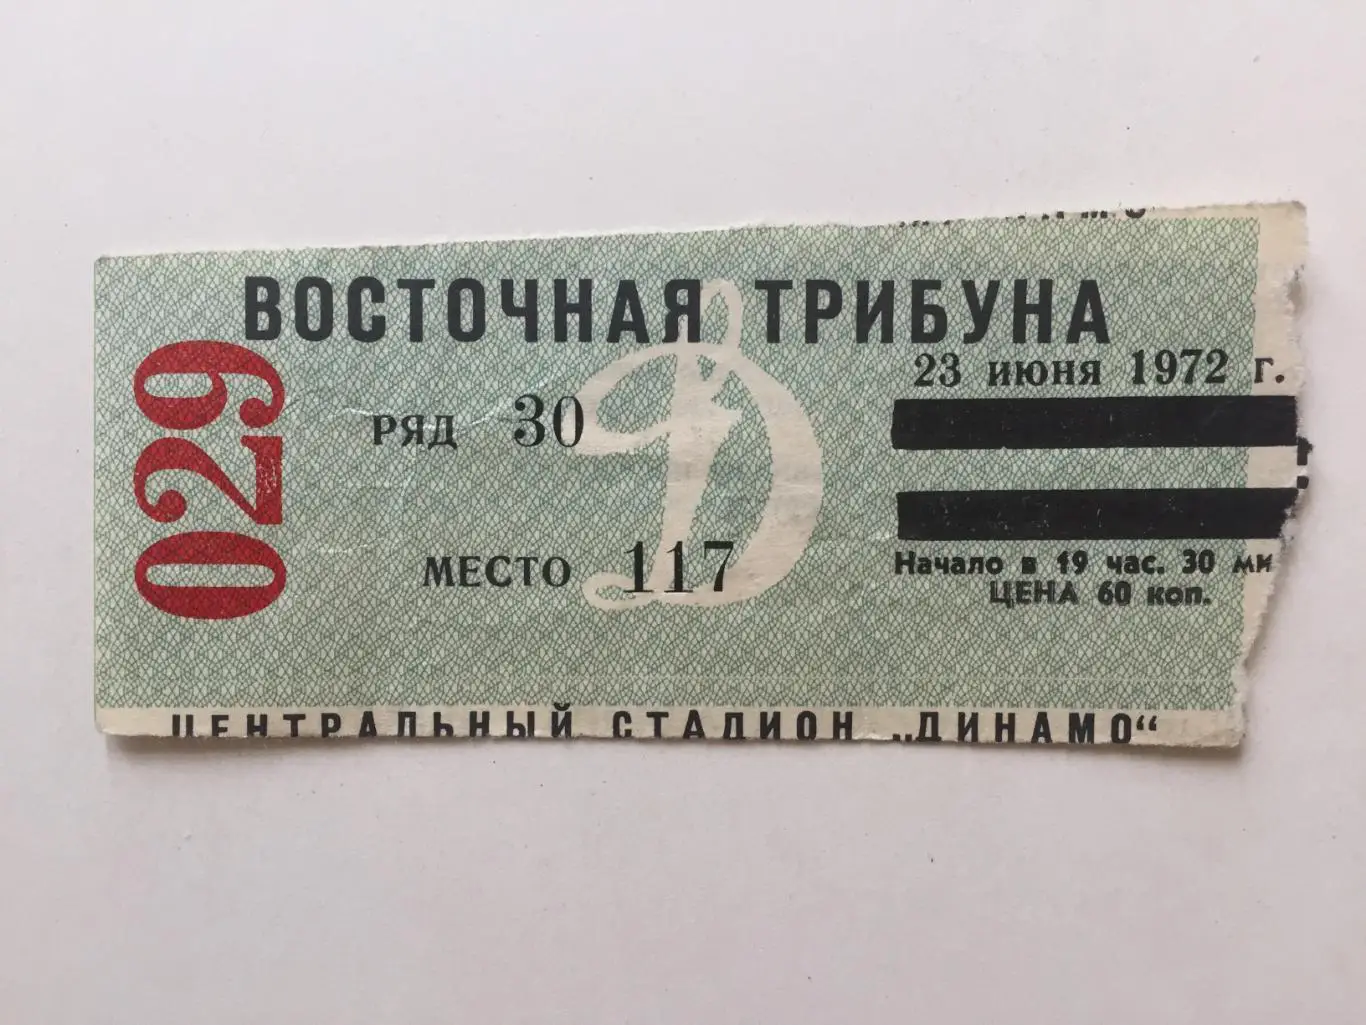 ВОСТОЧНАЯ ТРИБУНА
029
23 июня 1972 г.
РЯД 30
МЕСТО 117
Начало в 19 час. 30 ми
ЦЕНА 60 коп.
ЦЕНТРАЛЬНЫЙ СТАДИОН „ДИНАМО“